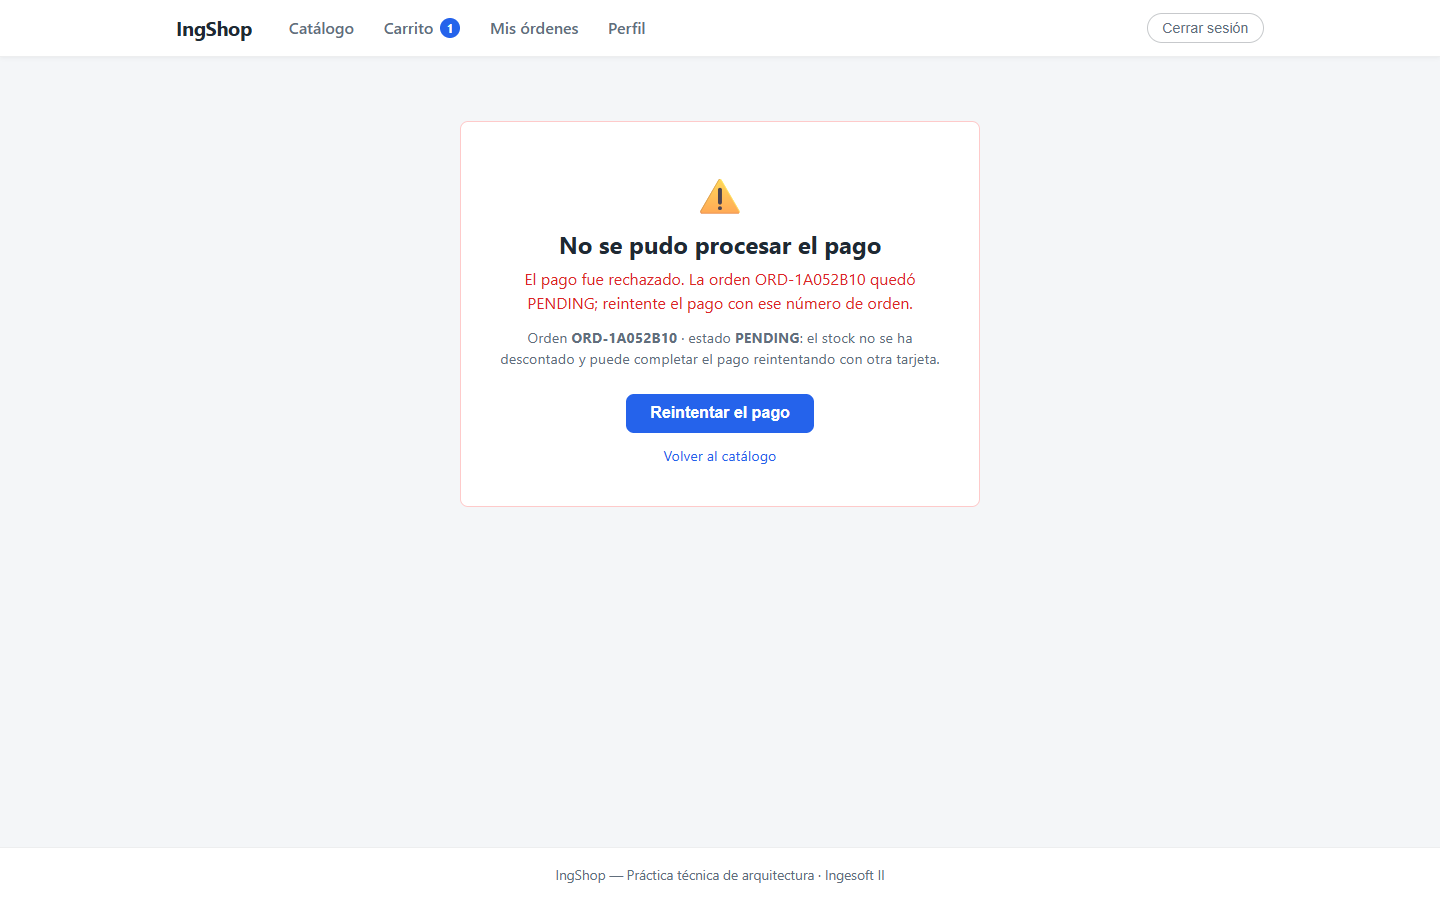 IngShop Catálogo Carrito 1 Mis órdenes Perfil Cerrar sesión
No se pudo procesar el pago
El pago fue rechazado. La orden ORD-1A052B10 quedó
PENDING; reintente el pago con ese número de orden.
Orden ORD-1A052B10 · estado PENDING: el stock no se ha
descontado y puede completar el pago reintentando con otra tarjeta.
Reintentar el pago
Volver al catálogo
IngShop — Práctica técnica de arquitectura · Ingesoft II